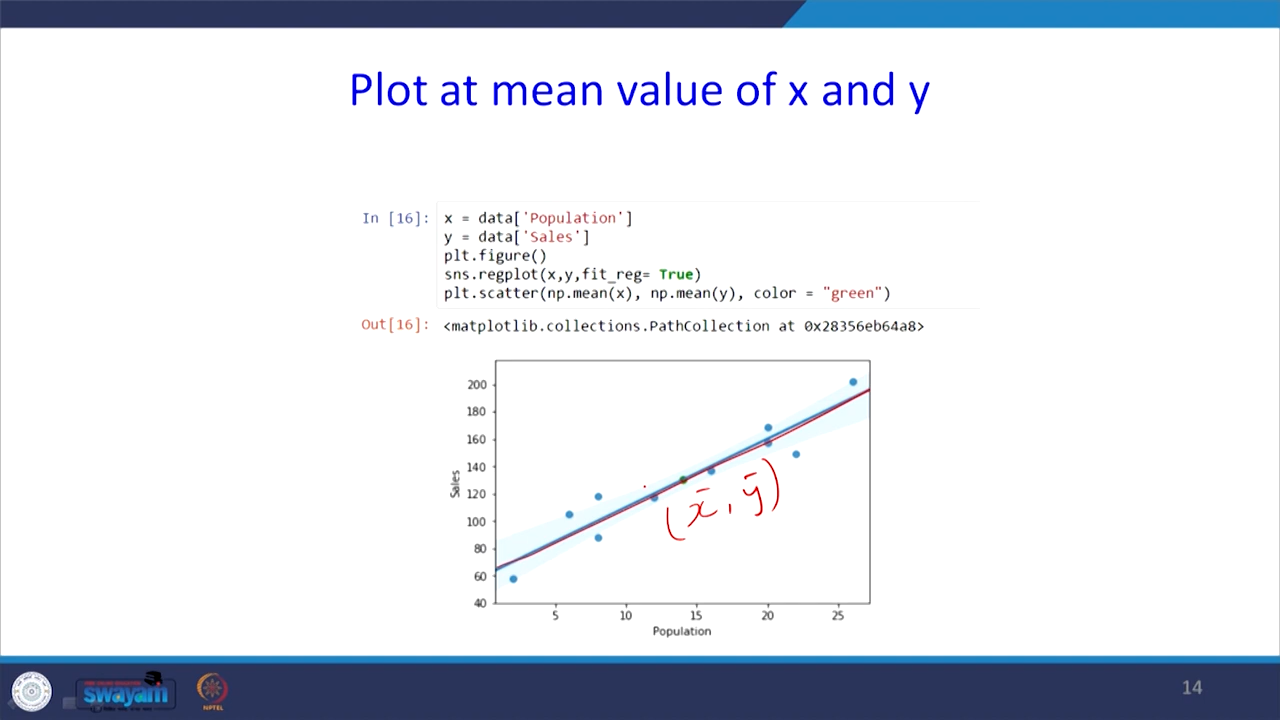 Plot at mean value of x and y
In [16]: x = data['Population']
y = data['Sales']
plt.figure()
sns.regplot(x,y,fit_reg= True)
plt.scatter(np.mean(x), np.mean(y), color = "green")
Out[16]: <matplotlib.collections.PathCollection at 0x28356eb64a8>
200
180
160
140
120
100
80
60
40
Sales
(x̄, ȳ)
5 10 15 20 25
Population
swayam
NPTEL
14